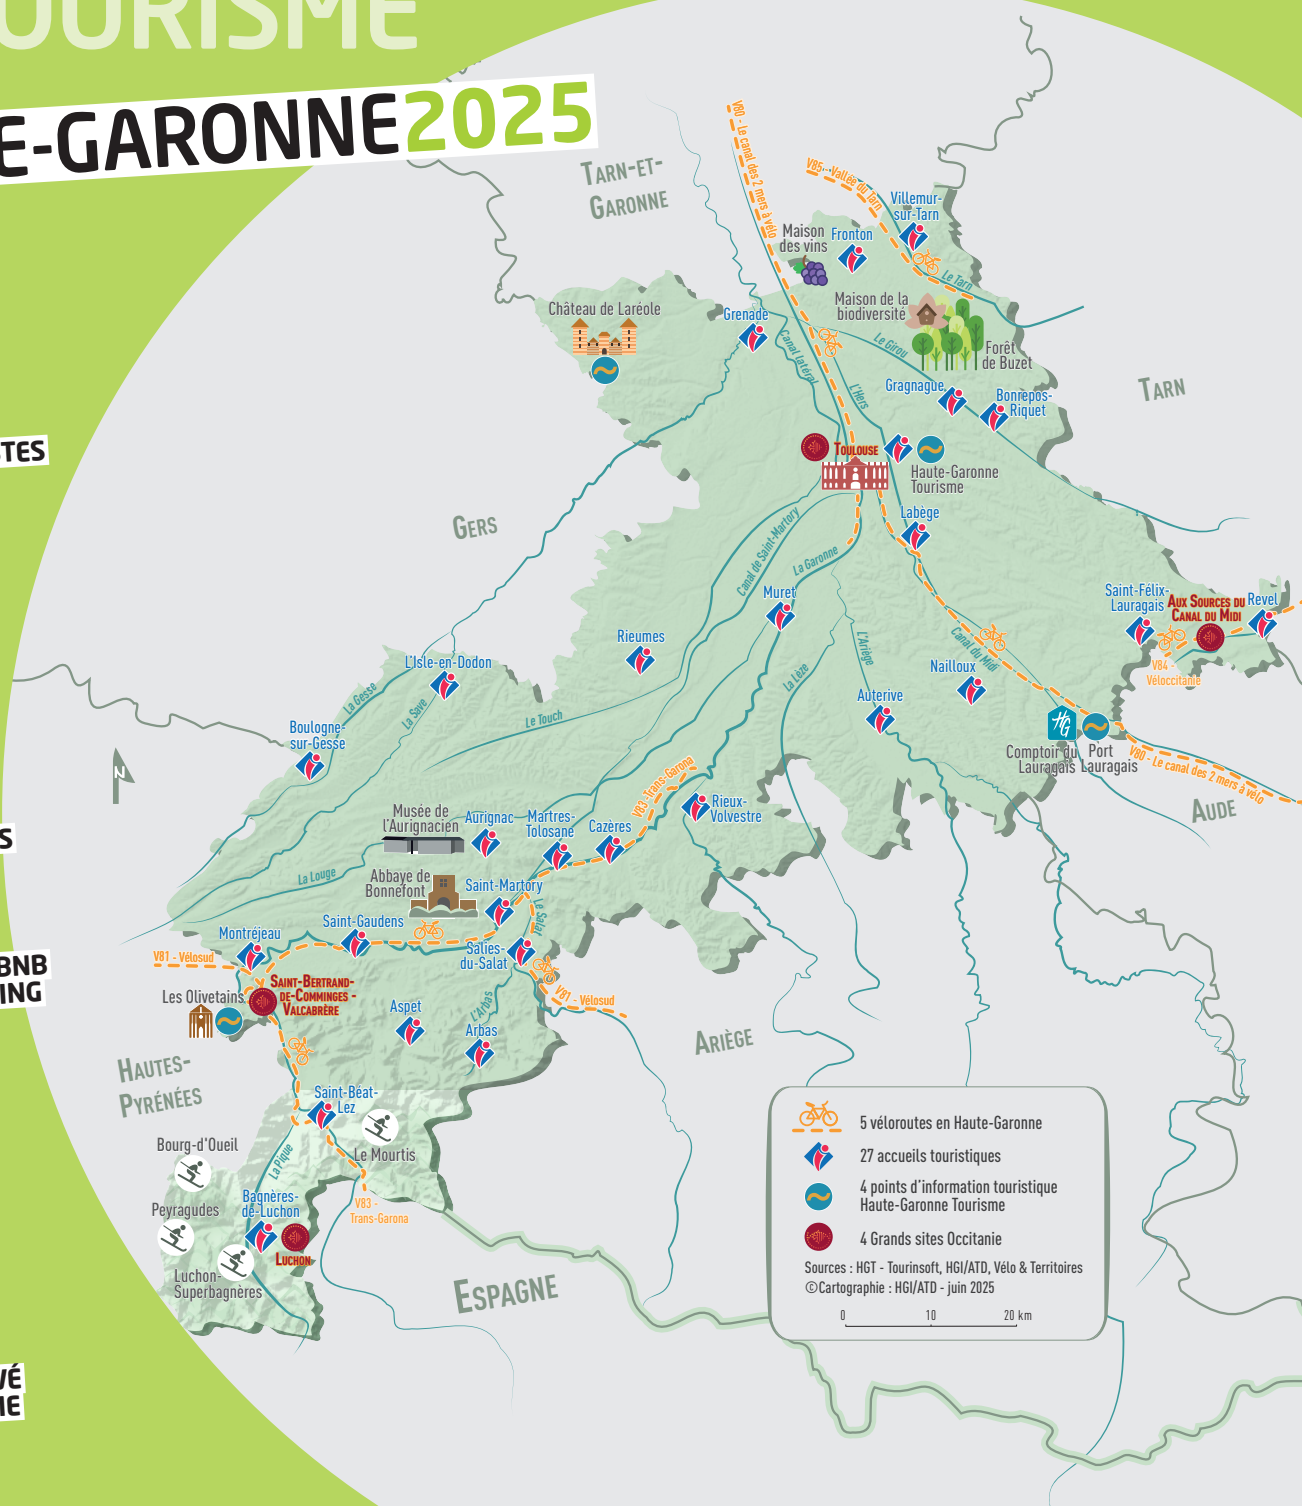 OURISME
E-GARONNE2025
TARN-ET-
GARONNE
V80 - Le canal des 2 mers à vélo
V85 - Vallée du Tarn
Villemur-
sur-Tarn
Maison
des vins
Fronton
Le Tarn
Château de Laréole
Grenade
Maison de la
biodiversité
Canal latéral
Le Girou
Forêt
de Buzet
L'Hers
Gragnague
Bonrepos-
Riquet
TARN
STES
TOULOUSE
Haute-Garonne
Tourisme
GERS
Labège
Canal de Saint-Martory
La Garonne
Muret
Saint-Félix-
Lauragais
AUX SOURCES DU
CANAL DU MIDI
Revel
Rieumes
L'Ariège
Canal du Midi
V84 -
Véloccitanie
L'Isle-en-Dodon
La Gesse
La Save
La Lèze
Nailloux
Auterive
Le Touch
Boulogne-
sur-Gesse
N
Comptoir du
Lauragais
Port
Lauragais
V80 - Le canal des 2 mers à vélo
AUDE
V83-Trans-Garona
Rieux-
Volvestre
Musée de
l'Aurignacien
Aurignac
Martres-
Tolosane
Cazères
S
La Louge
Abbaye de
Bonnefont
Saint-Martory
Le Salat
Saint-Gaudens
Montréjeau
Salies-
du-Salat
V81 - Vélosud
BNB
ING
SAINT-BERTRAND-
DE-COMMINGES -
VALCABRÈRE
Les Olivetains
V81 - Vélosud
Aspet
L'Arbas
Arbas
ARIÈGE
HAUTES-
PYRÉNÉES
Saint-Béat-
Lez
Le Mourtis
Bourg-d'Oueil
La Pique
Bagnères-
de-Luchon
Peyragudes
V83 -
Trans-Garona
LUCHON
Luchon-
Superbagnères
ESPAGNE
HG
5 véloroutes en Haute-Garonne
27 accueils touristiques
4 points d'information touristique
Haute-Garonne Tourisme
4 Grands sites Occitanie
Sources : HGT - Tourinsoft, HGI/ATD, Vélo & Territoires
©Cartographie : HGI/ATD - juin 2025
0 10 20 km
VÉ
IE